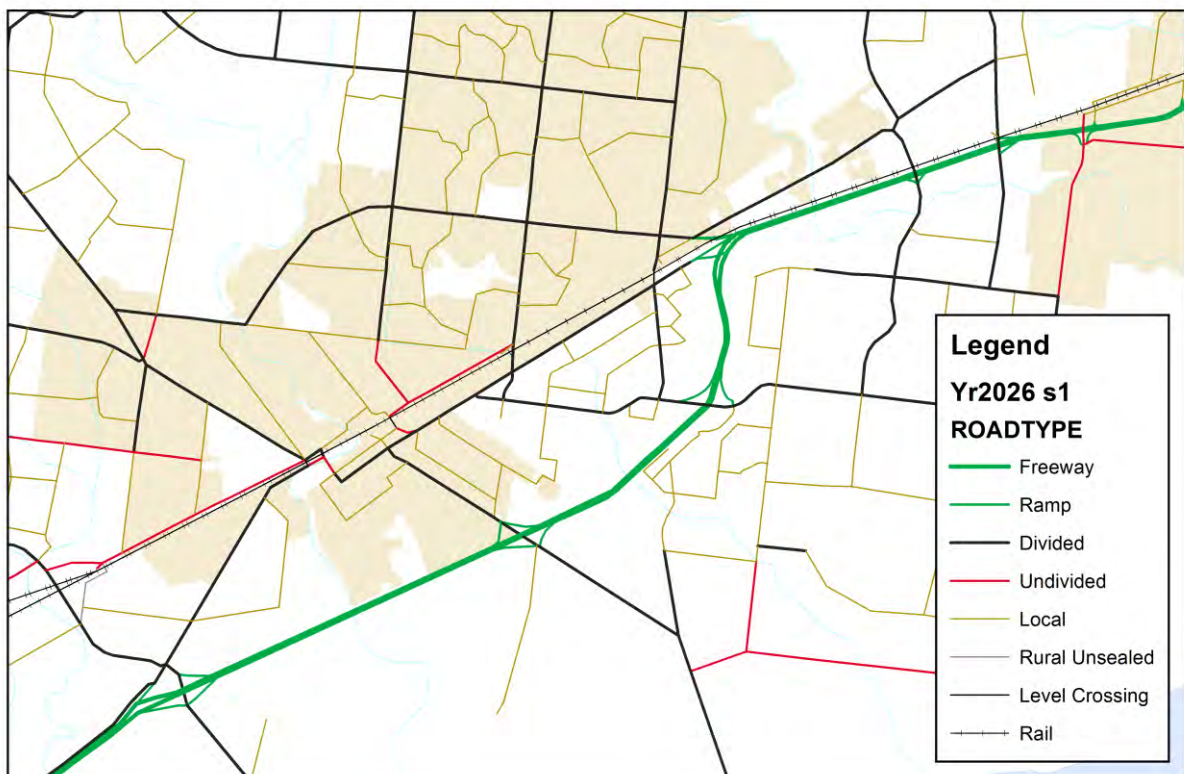 Legend
Yr2026 s1
ROADTYPE
Freeway
Ramp
Divided
Undivided
Local
Rural Unsealed
Level Crossing
Rail